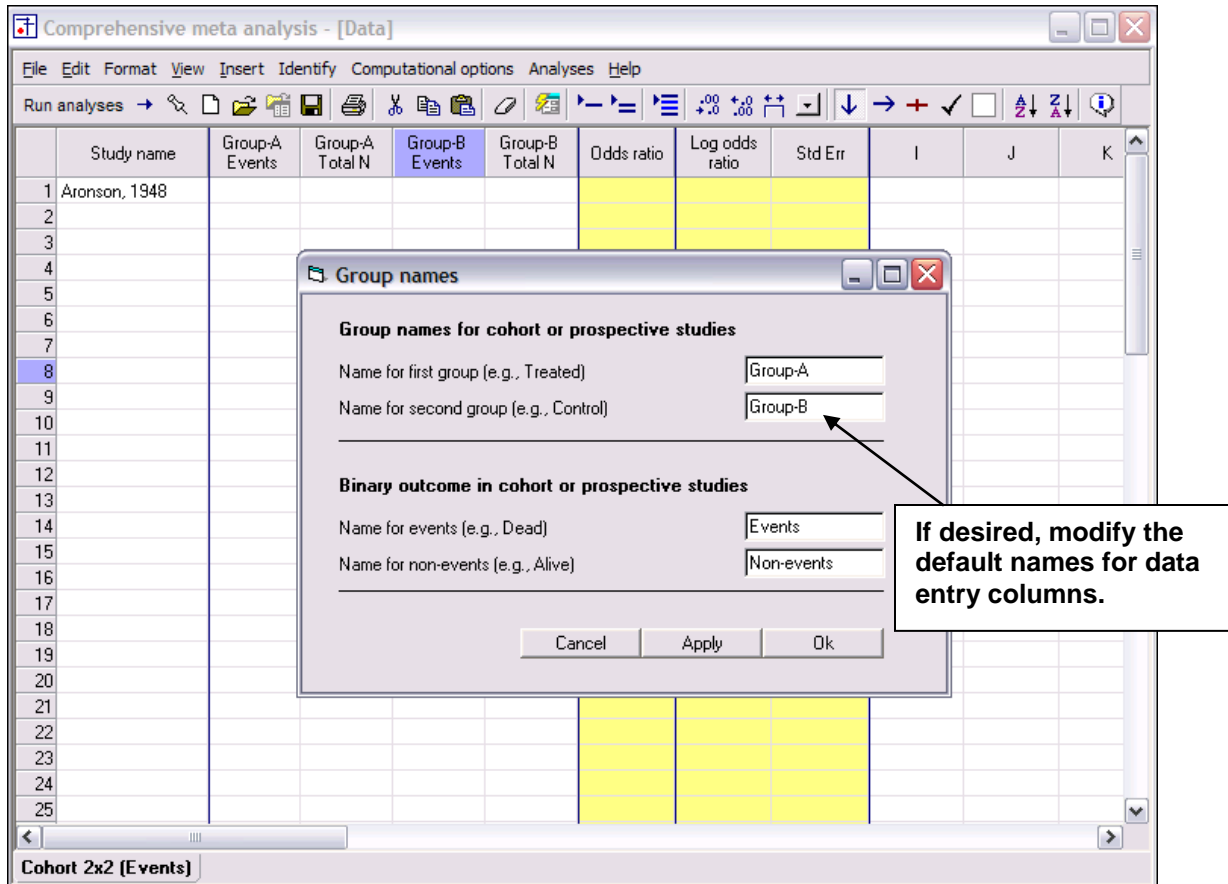 Comprehensive meta analysis - [Data]
File Edit Format View Insert Identify Computational options Analyses Help
Run analyses
Study name
Group-A Events
Group-A Total N
Group-B Events
Group-B Total N
Odds ratio
Log odds ratio
Std Err
I
J
K
1 Aronson, 1948
2
3
4
5
6
7
8
9
10
11
12
13
14
15
16
17
18
19
20
21
22
23
24
25
Group names
Group names for cohort or prospective studies
Name for first group (e.g., Treated) Group-A
Name for second group (e.g., Control) Group-B
Binary outcome in cohort or prospective studies
Name for events (e.g., Dead) Events
Name for non-events (e.g., Alive) Non-events
Cancel Apply Ok
If desired, modify the
default names for data
entry columns.
Cohort 2x2 (Events)